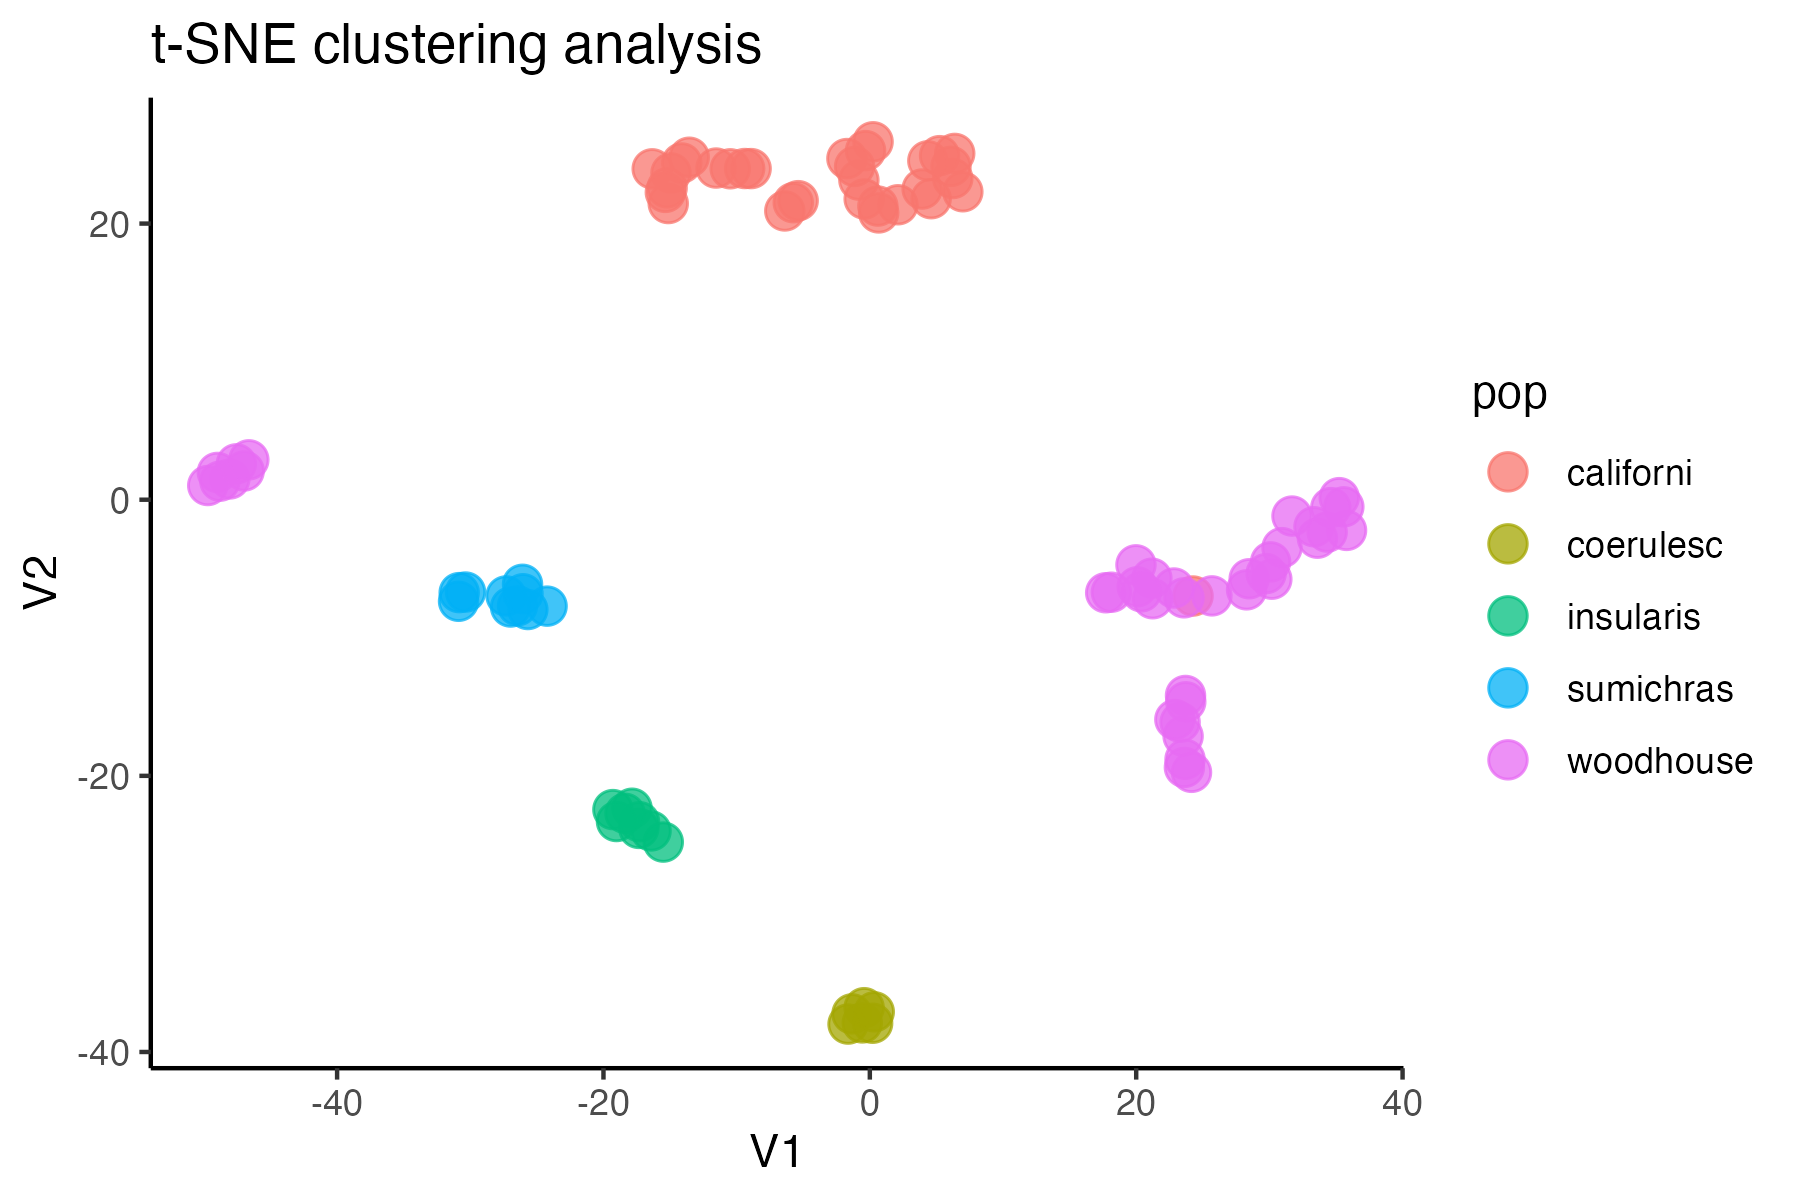 t-SNE clustering analysis
V2
20
0
-20
-40
-40
-20
0
20
40
V1
pop
californi
coerulesc
insularis
sumichras
woodhouse